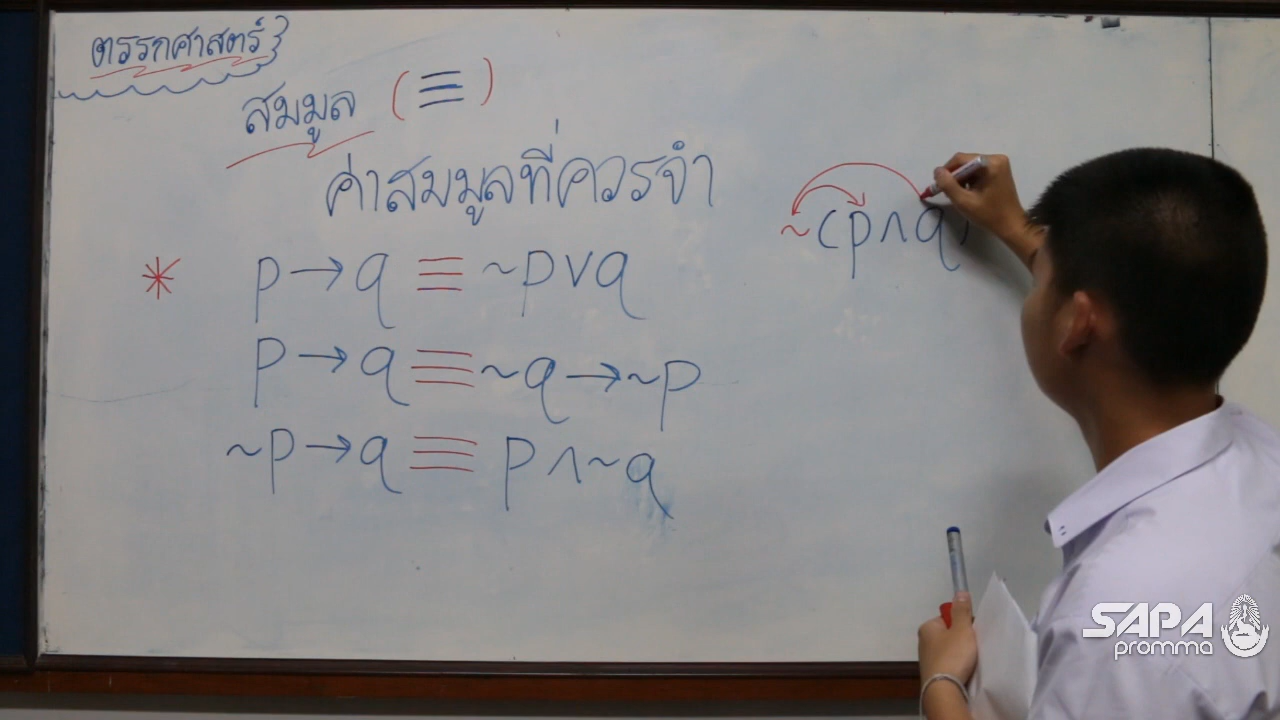 ตรรกศาสตร์
สมมูล (≡)
ค่าสมมูลที่ควรจำ
* p → q ≡ ~p ∨ q
p → q ≡ ~q → ~p
~p → q ≡ p ∧ ~q
~(p ∧ q)
SAPA
promma